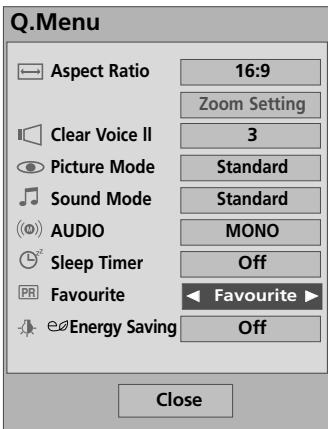 Q.Menu
Aspect Ratio 16:9
Zoom Setting
Clear Voice ll 3
Picture Mode Standard
Sound Mode Standard
AUDIO MONO
Sleep Timer Off
PR Favourite ◄ Favourite ►
Energy Saving Off
Close